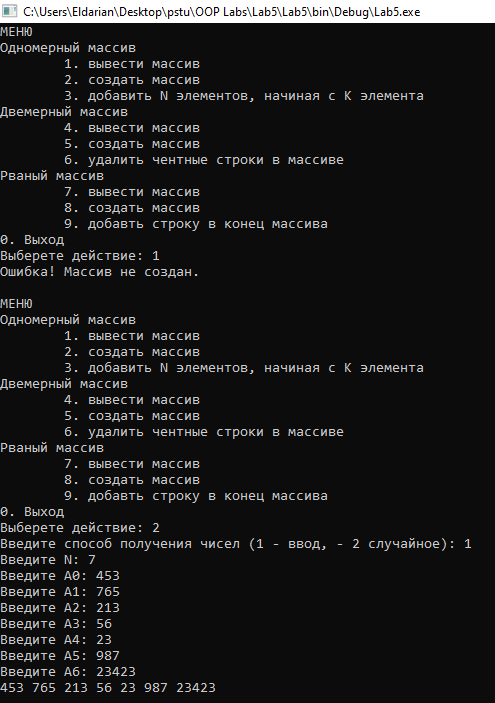 C:\Users\Eldarian\Desktop\pstu\OOP Labs\Lab5\Lab5\bin\Debug\Lab5.exe
МЕНЮ
Одномерный массив
1. вывести массив
2. создать массив
3. добавить N элементов, начиная с K элемента
Двемерный массив
4. вывести массив
5. создать массив
6. удалить чентные строки в массиве
Рваный массив
7. вывести массив
8. создать массив
9. добавть строку в конец массива
0. Выход
Выберете действие: 1
Ошибка! Массив не создан.
МЕНЮ
Одномерный массив
1. вывести массив
2. создать массив
3. добавить N элементов, начиная с K элемента
Двемерный массив
4. вывести массив
5. создать массив
6. удалить чентные строки в массиве
Рваный массив
7. вывести массив
8. создать массив
9. добавть строку в конец массива
0. Выход
Выберете действие: 2
Введите способ получения чисел (1 - ввод, - 2 случайное): 1
Введите N: 7
Введите A0: 453
Введите A1: 765
Введите A2: 213
Введите A3: 56
Введите A4: 23
Введите A5: 987
Введите A6: 23423
453 765 213 56 23 987 23423